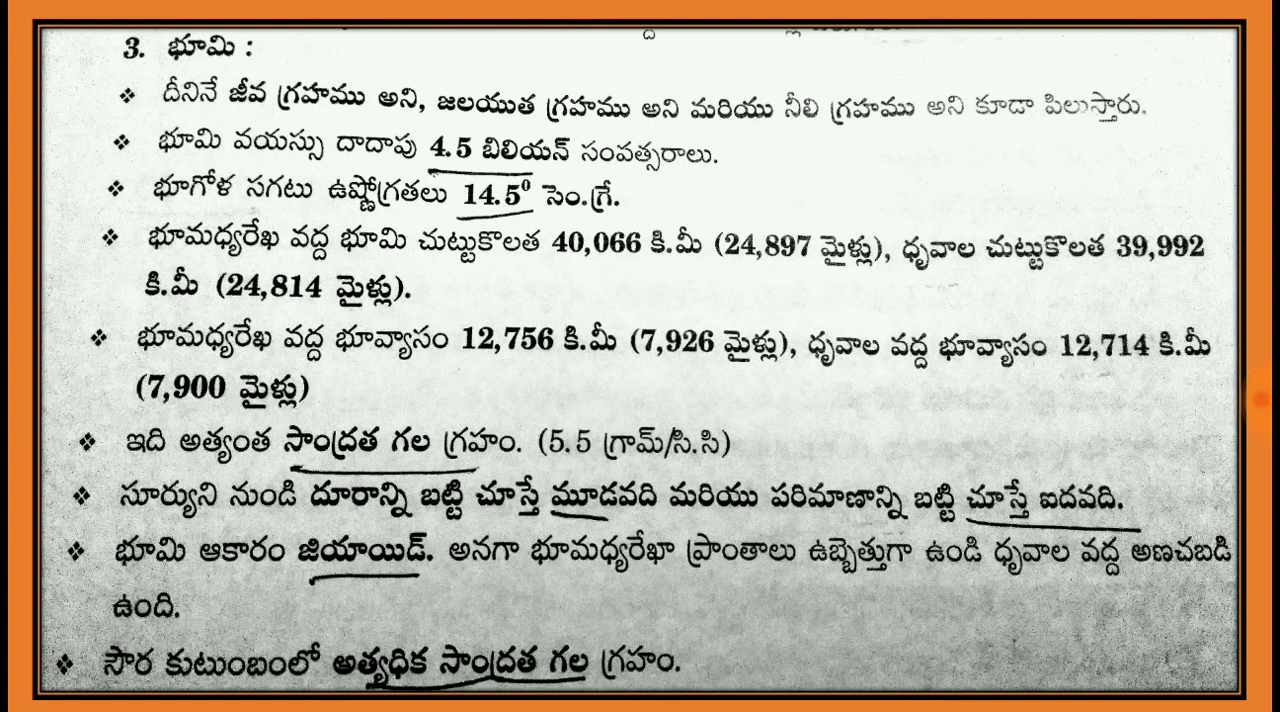 3. భూమి :
❖ దీనినే జీవ గ్రహము అని, జలయుత గ్రహము అని మరియు నీలి గ్రహము అని కూడా పిలుస్తారు.
❖ భూమి వయస్సు దాదాపు 4.5 బిలియన్ సంవత్సరాలు.
❖ భూగోళ సగటు ఉష్ణోగ్రతలు 14.5⁰ సెం.గ్రే.
❖ భూమధ్యరేఖ వద్ద భూమి చుట్టుకొలత 40,066 కి.మీ (24,897 మైళ్లు), ధృవాల చుట్టుకొలత 39,992
కి.మీ (24,814 మైళ్లు).
❖ భూమధ్యరేఖ వద్ద భూవ్యాసం 12,756 కి.మీ (7,926 మైళ్లు), ధృవాల వద్ద భూవ్యాసం 12,714 కి.మీ
(7,900 మైళ్లు)
❖ ఇది అత్యంత సాంద్రత గల గ్రహం. (5.5 గ్రామ్/సి.సి)
❖ సూర్యుని నుండి దూరాన్ని బట్టి చూస్తే మూడవది మరియు పరిమాణాన్ని బట్టి చూస్తే ఐదవది.
❖ భూమి ఆకారం జియాయిడ్. అనగా భూమధ్యరేఖా ప్రాంతాలు ఉబ్బెత్తుగా ఉండి ధృవాల వద్ద అణచబడి
ఉంది.
❖ సౌర కుటుంబంలో అత్యధిక సాంద్రత గల గ్రహం.